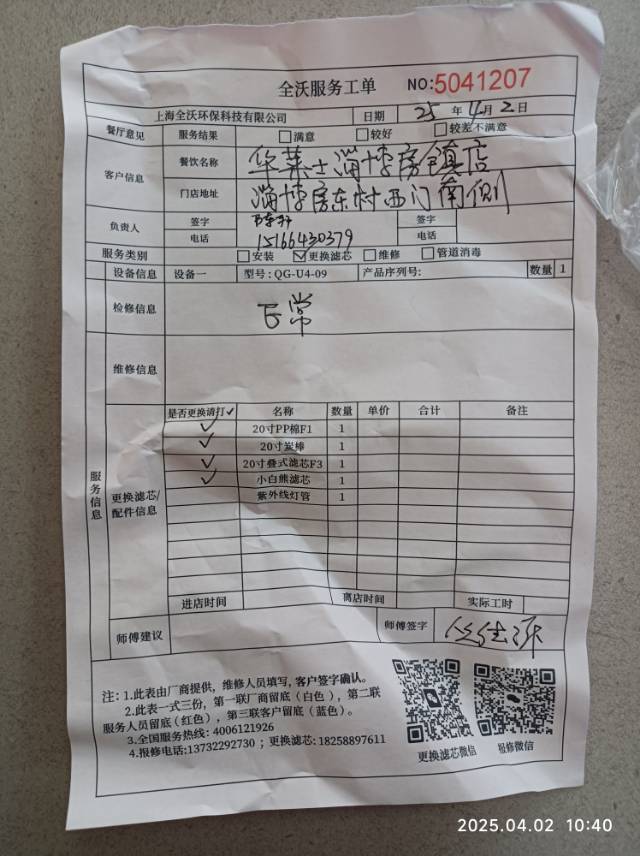 全沃服务工单 NO:5041207
上海全沃环保科技有限公司 日期 25 年 4月 2 日
餐厅意见 服务结果 □满意 □较好 □较差不满意
客户信息 餐饮名称 华莱士淄博房镇店
门店地址 淄博房东村西门南侧
负责人 签字 签字
电话 15166430379 电话
服务类别 □安装 ☑更换滤芯 □维修 □管道消毒
设备信息 设备一 型号:QG-U4-09 产品序列号: 数量 1
检修信息 正常
维修信息
服务信息
更换滤芯/配件信息
是否更换请打✓ 名称 数量 单价 合计 备注
✓ 20寸PP棉F1 1
✓ 20寸炭棒 1
✓ 20寸叠式滤芯F3 1
✓ 小白熊滤芯 1
紫外线灯管 1
进店时间 离店时间 实际工时
师傅建议 师傅签字
注:1.此表由厂商提供,维修人员填写,客户签字确认。
2.此表一式三份,第一联厂商留底(白色),第二联
服务人员留底(红色),第三联客户留底(蓝色)。
3.全国服务热线:4006121926
4.报修电话:13732292730;更换滤芯:18258897611
更换滤芯微信 报修微信
2025.04.02 10:40